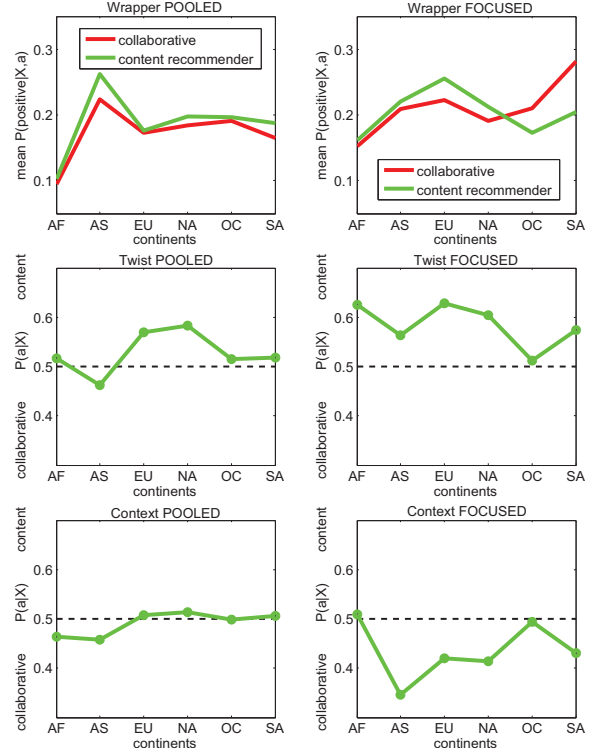 Wrapper POOLED
mean P(positive|X,a)
0.3
0.2
0.1
collaborative
content recommender
AF AS EU NA OC SA
continents
Wrapper FOCUSED
mean P(positive|X,a)
0.3
0.2
0.1
collaborative
content recommender
AF AS EU NA OC SA
continents
Twist POOLED
collaborative P(a|X) content
0.6
0.5
0.4
AF AS EU NA OC SA
continents
Twist FOCUSED
collaborative P(a|X) content
0.6
0.5
0.4
AF AS EU NA OC SA
continents
Context POOLED
collaborative P(a|X) content
0.6
0.5
0.4
AF AS EU NA OC SA
continents
Context FOCUSED
collaborative P(a|X) content
0.6
0.5
0.4
AF AS EU NA OC SA
continents